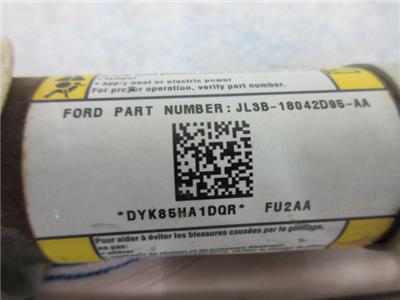 • apply heat or electric power
For proper operation, verify part number.
FORD PART NUMBER: JL3B-18042D95-AA
*DYK85HA1DQR* FU2AA
Pour aider à éviter les blessures causées par le gonflage,